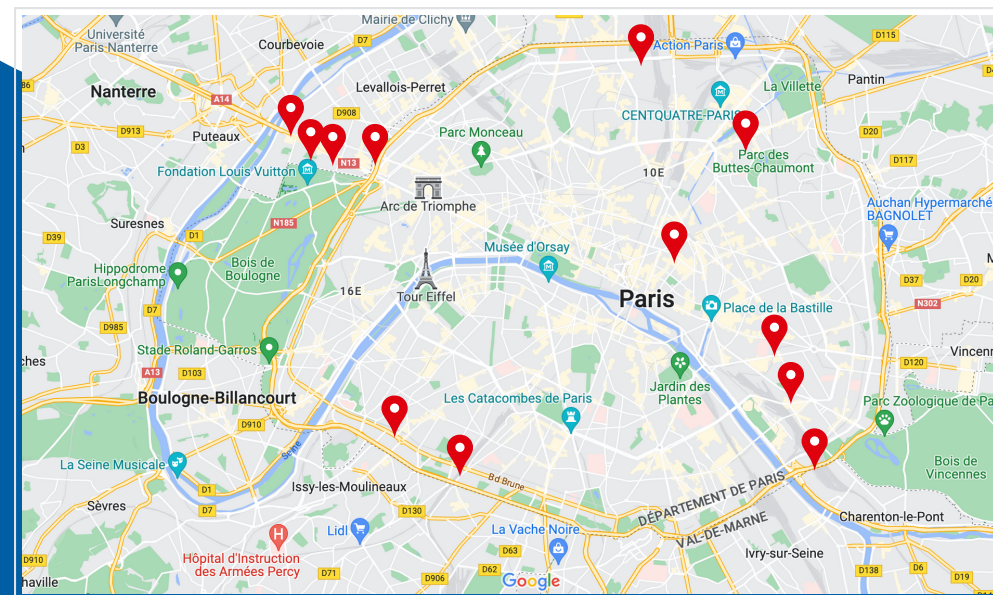 Mairie de Clichy
Université
Paris Nanterre
Courbevoie
D7
Action Paris
D115
A14
Nanterre
Levallois-Perret
La Villette
Pantin
D908
D913
Puteaux
CENTQUATRE-PARIS
D20
D3
Parc Monceau
N13
Fondation Louis Vuitton
Parc des
Buttes-Chaumont
D117
10E
Arc de Triomphe
Auchan Hypermarché
BAGNOLET
Suresnes
N185
D39
D1
Musée d'Orsay
Hippodrome
ParisLongchamp
Bois de
Boulogne
16E
Tour Eiffel
Paris
D37
D20
D7
Place de la Bastille
N302
D985
Stade Roland-Garros
ches
A13
D103
D120
Vincenn
Jardin des
Plantes
Boulogne-Billancourt
Les Catacombes de Paris
Parc Zoologique de Pa
D910
La Seine Musicale
Seine
Bois de
Vincennes
Issy-les-Moulineaux
Bd Brune
D1
D7
Sèvres
DÉPARTEMENT DE PARIS
VAL-DE-MARNE
D130
Charenton-le-Pont
Lidl
La Vache Noire
Hôpital d'Instruction
des Armées Percy
D63
Ivry-sur-Seine
D910
D71
D906
D62
Google
D138
D6
D19
haville